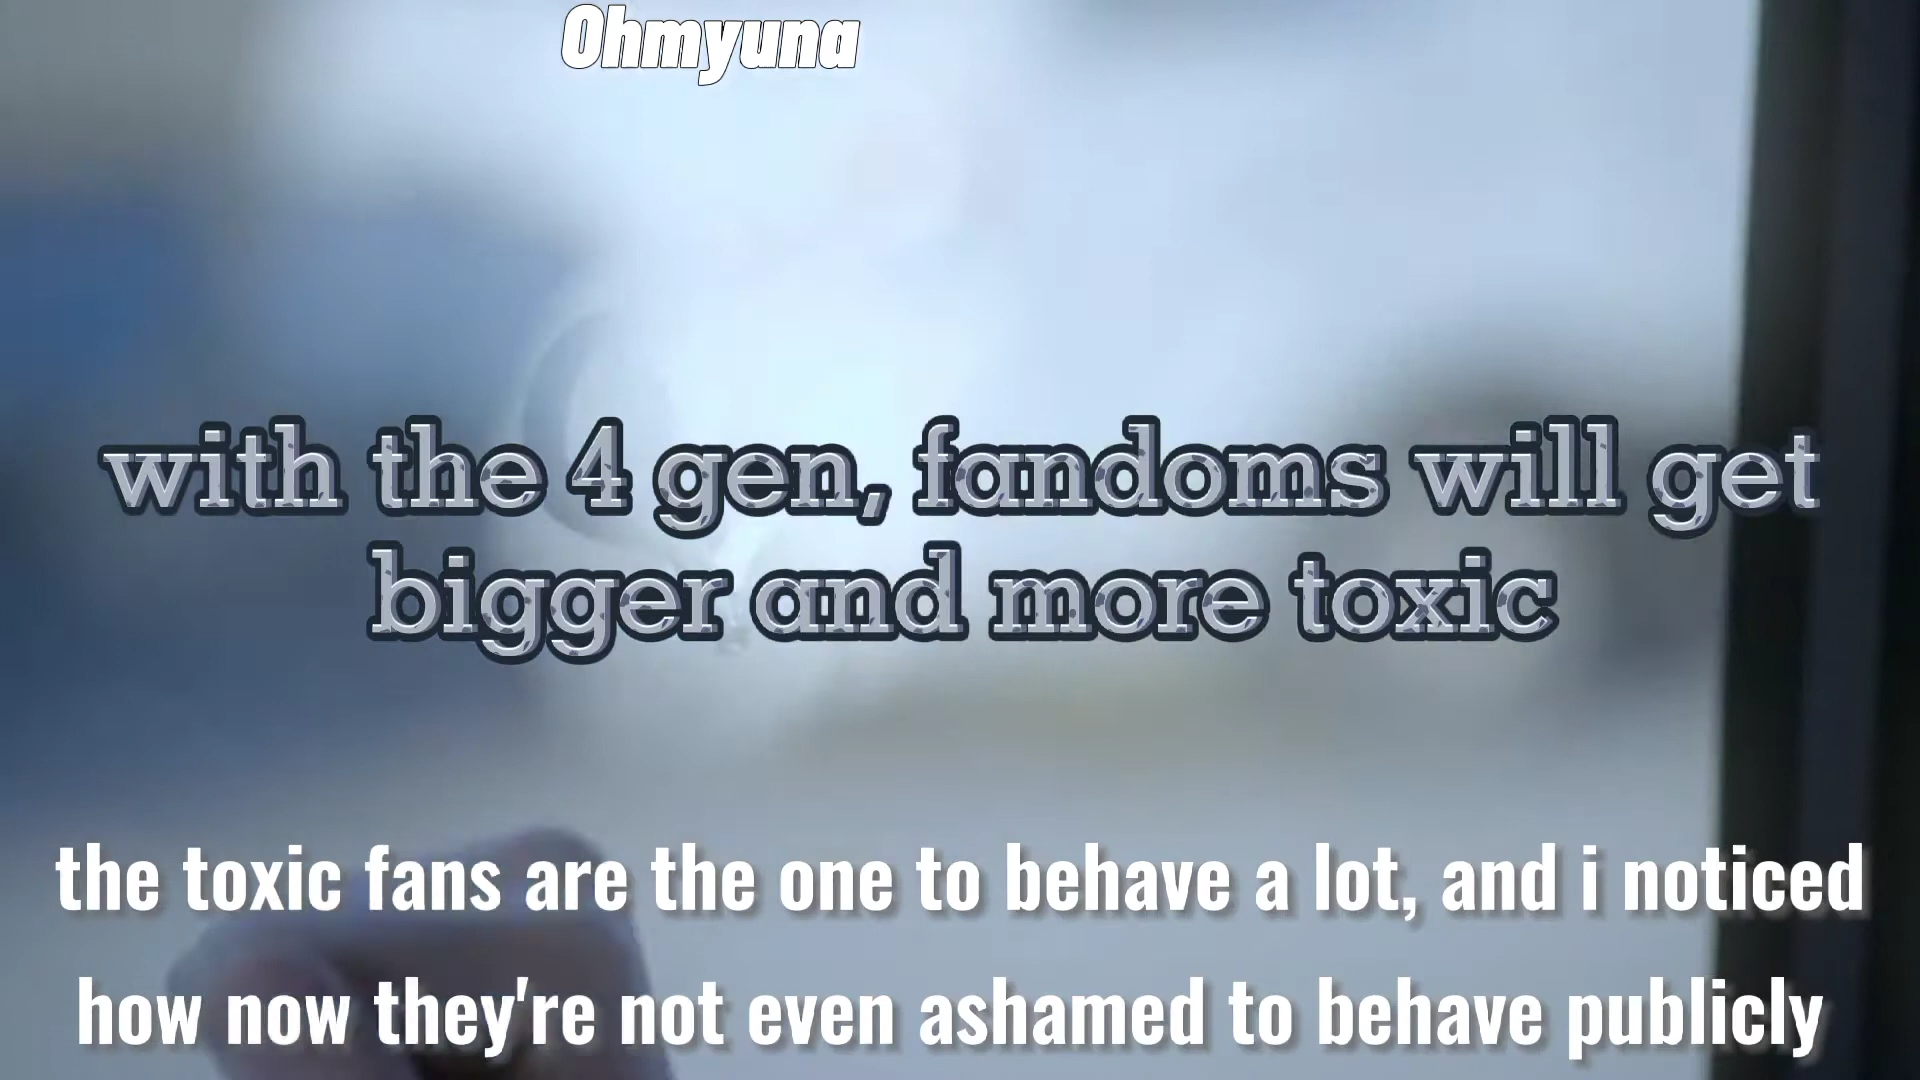 Ohmyuna
with the 4 gen, fandoms will get
bigger and more toxic
the toxic fans are the one to behave a lot, and i noticed
how now they're not even ashamed to behave publicly